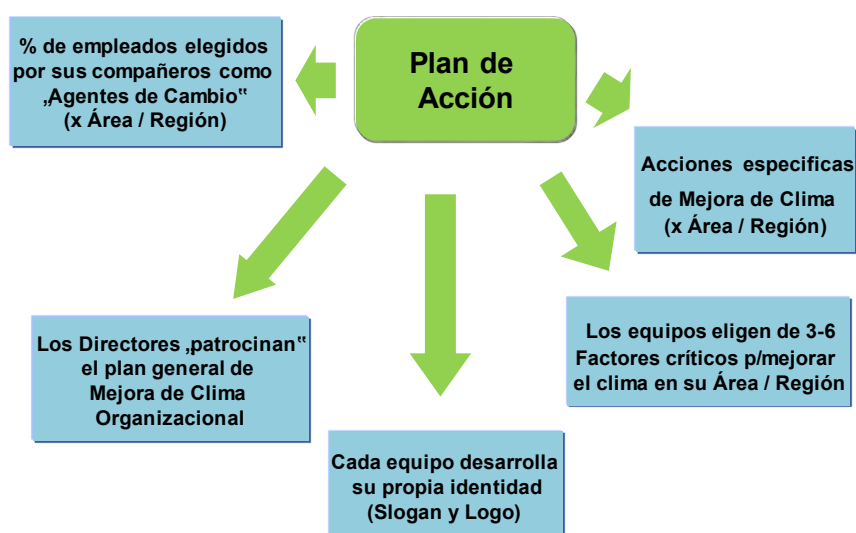 Plan de
Acción
% de empleados elegidos
por sus compañeros como
„Agentes de Cambio‟
(x Área / Región)
Acciones especificas
de Mejora de Clima
(x Área / Región)
Los equipos eligen de 3-6
Factores críticos p/mejorar
el clima en su Área / Región
Los Directores „patrocinan‟
el plan general de
Mejora de Clima
Organizacional
Cada equipo desarrolla
su propia identidad
(Slogan y Logo)